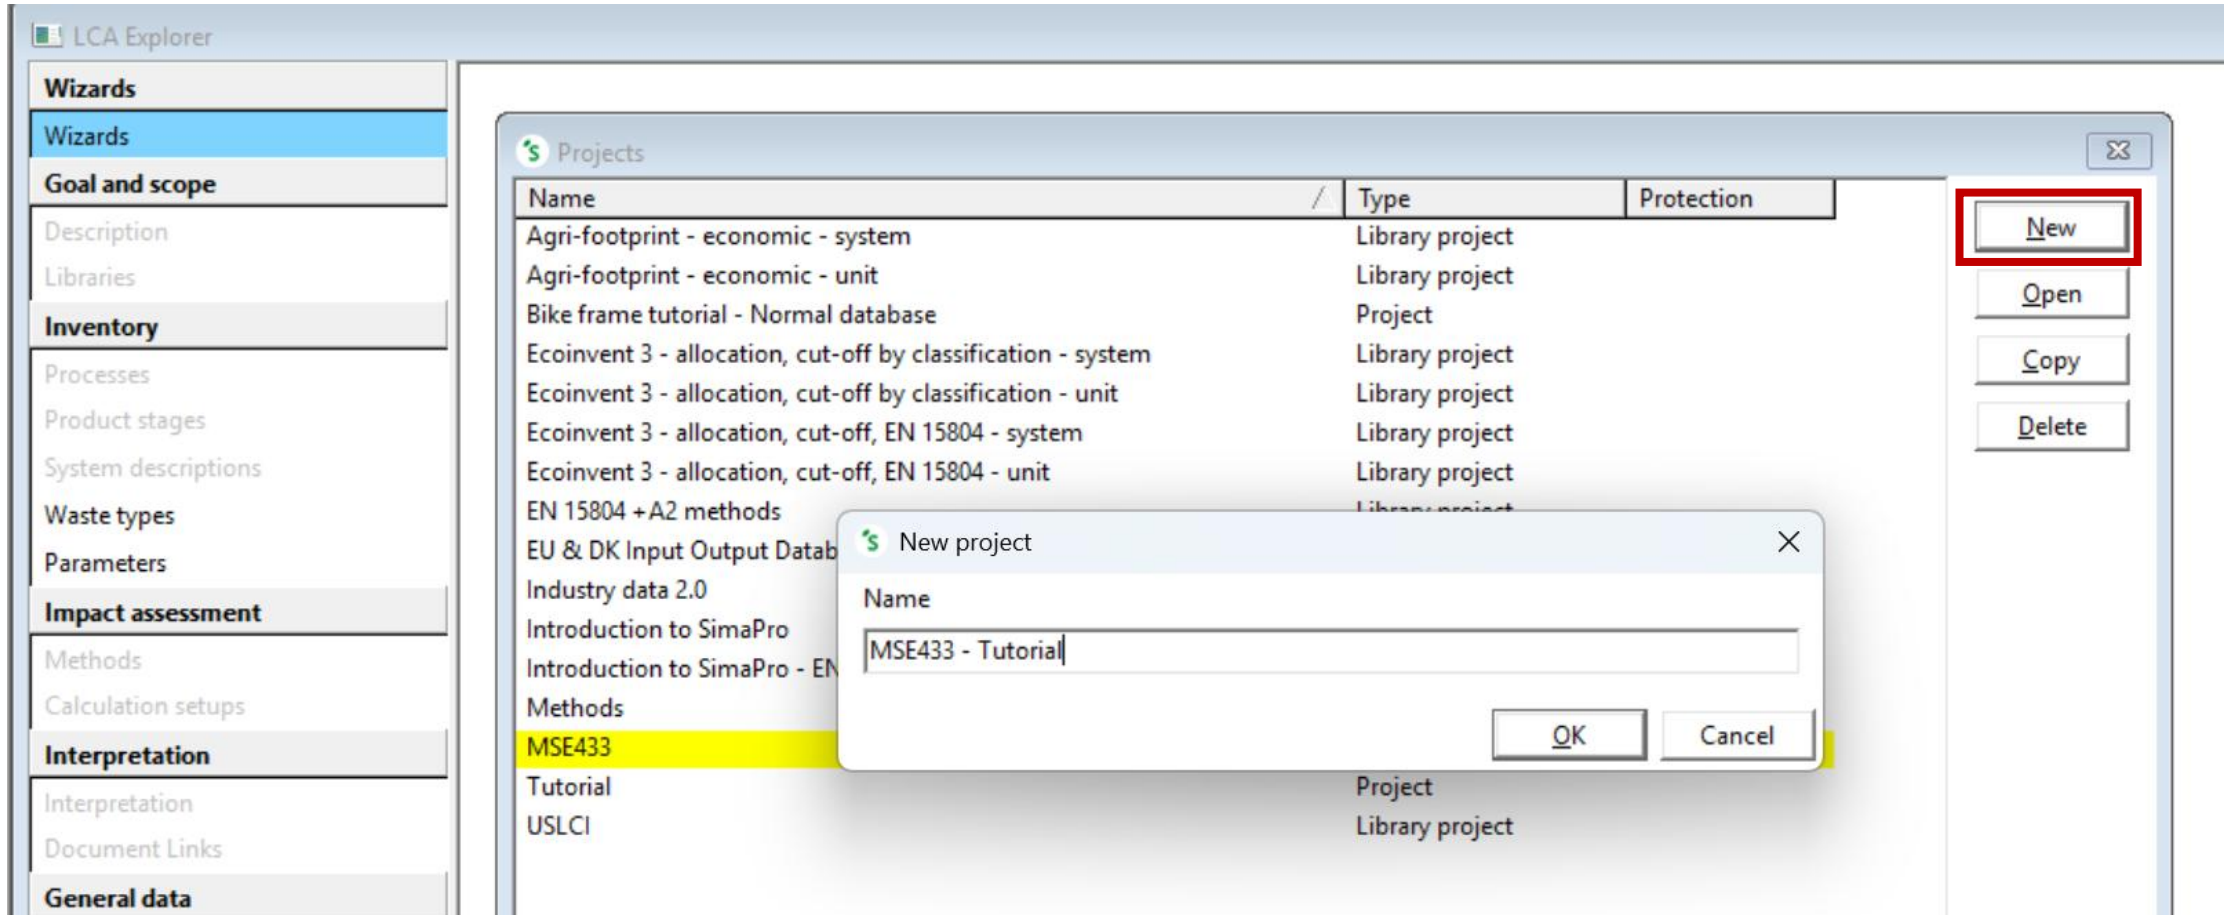 LCA Explorer
Wizards
Wizards
Goal and scope
Description
Libraries
Inventory
Processes
Product stages
System descriptions
Waste types
Parameters
Impact assessment
Methods
Calculation setups
Interpretation
Interpretation
Document Links
General data
Projects
Name Type Protection
Agri-footprint - economic - system Library project
Agri-footprint - economic - unit Library project
Bike frame tutorial - Normal database Project
Ecoinvent 3 - allocation, cut-off by classification - system Library project
Ecoinvent 3 - allocation, cut-off by classification - unit Library project
Ecoinvent 3 - allocation, cut-off, EN 15804 - system Library project
Ecoinvent 3 - allocation, cut-off, EN 15804 - unit Library project
EN 15804 +A2 methods Library project
EU & DK Input Output Datab
Industry data 2.0
Introduction to SimaPro
Introduction to SimaPro - EN
Methods
MSE433
Tutorial Project
USLCI Library project
New
Open
Copy
Delete
New project
Name
MSE433 - Tutorial
OK Cancel